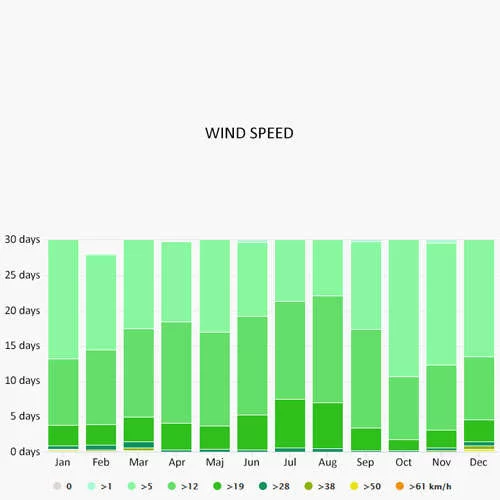 WIND SPEED
30 days
25 days
20 days
15 days
10 days
5 days
0 days
Jan Feb Mar Apr Maj Jun Jul Aug Sep Oct Nov Dec
0 >1 >5 >12 >19 >28 >38 >50 >61 km/h